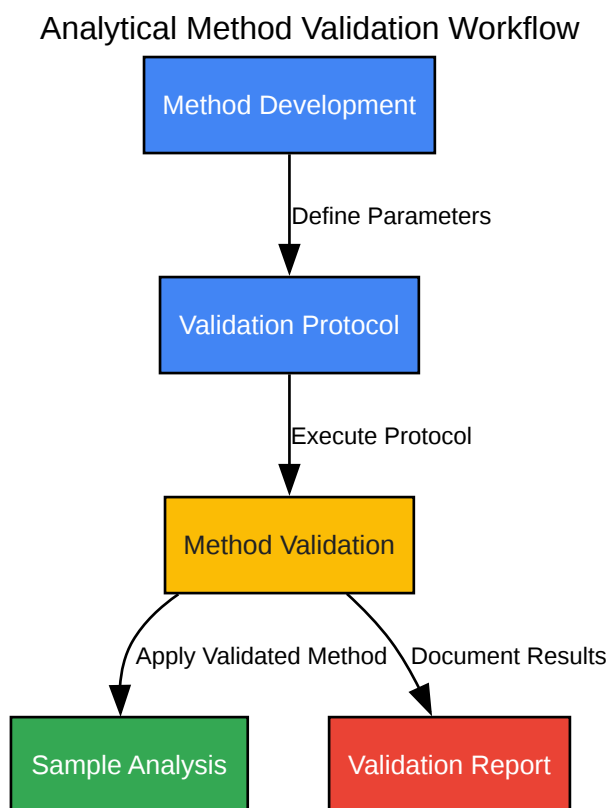 Analytical Method Validation Workflow
Method Development
Define Parameters
Validation Protocol
Execute Protocol
Method Validation
Apply Validated Method
Document Results
Sample Analysis
Validation Report